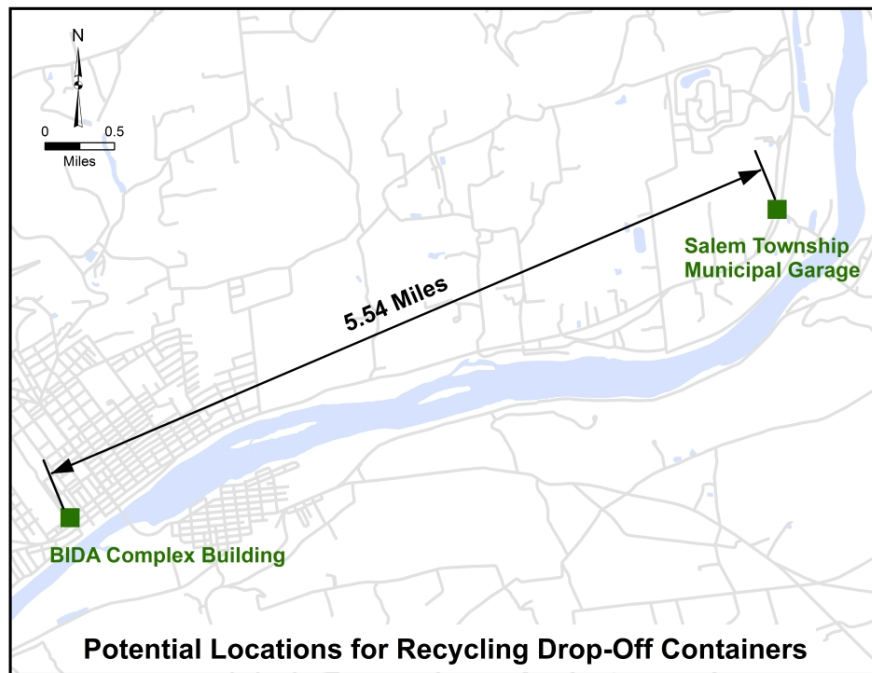 N
0 0.5
Miles
Salem Township
Municipal Garage
5.54 Miles
BIDA Complex Building
Potential Locations for Recycling Drop-Off Containers